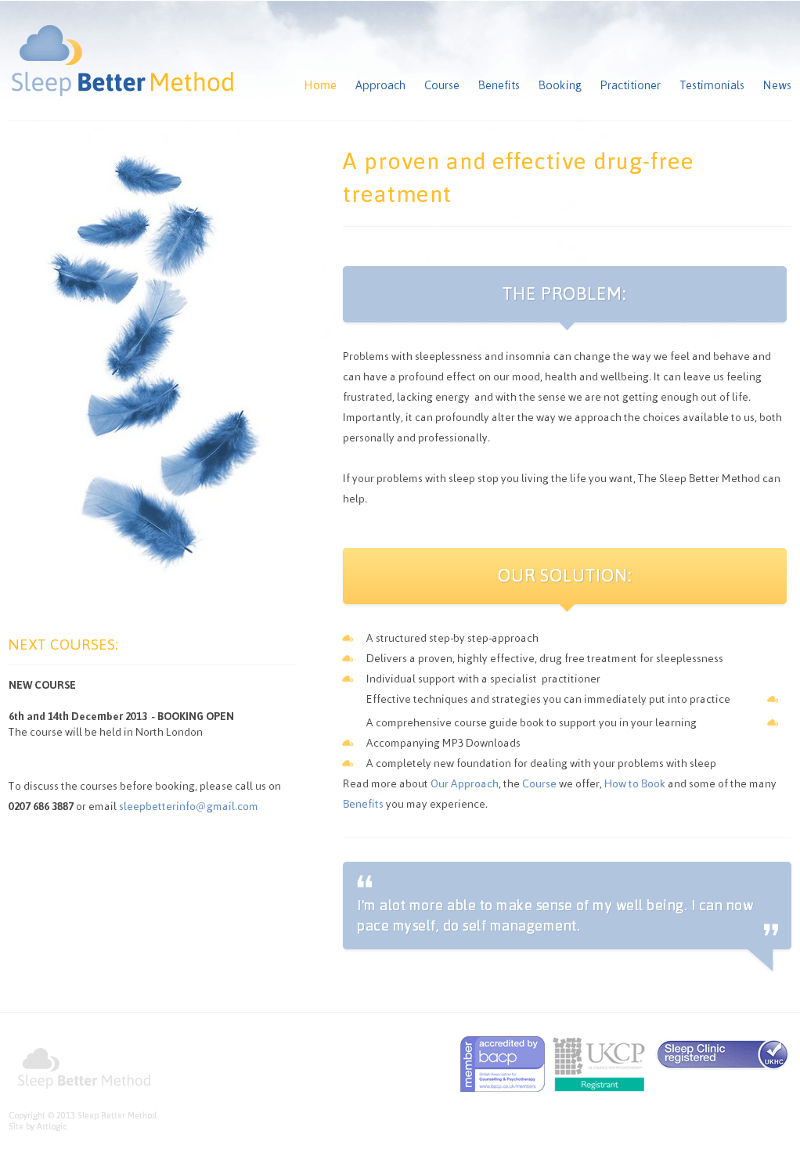 Sleep Better Method
Home Approach Course Benefits Booking Practitioner Testimonials News
A proven and effective drug-free
treatment
THE PROBLEM:
Problems with sleeplessness and insomnia can change the way we feel and behave and
can have a profound effect on our mood, health and wellbeing. It can leave us feeling
frustrated, lacking energy and with the sense we are not getting enough out of life.
Importantly, it can profoundly alter the way we approach the choices available to us, both
personally and professionally.
If your problems with sleep stop you living the life you want, The Sleep Better Method can
help.
OUR SOLUTION:
A structured step-by step-approach
Delivers a proven, highly effective, drug free treatment for sleeplessness
Individual support with a specialist practitioner
Effective techniques and strategies you can immediately put into practice
A comprehensive course guide book to support you in your learning
Accompanying MP3 Downloads
A completely new foundation for dealing with your problems with sleep
Read more about Our Approach, the Course we offer, How to Book and some of the many
Benefits you may experience.
NEXT COURSES:
NEW COURSE
6th and 14th December 2013 - BOOKING OPEN
The course will be held in North London
To discuss the courses before booking, please call us on
0207 686 3887 or email sleepbetterinfo@gmail.com
“
I'm alot more able to make sense of my well being. I can now
pace myself, do self management.
”
Sleep Better Method
Copyright © 2013 Sleep Better Method
Site by Artlogic
member
accredited by
bacp
British Association for
Counselling & Psychotherapy
www.bacp.co.uk/members
UKCP
Registrant
Sleep Clinic
registered
UKHC